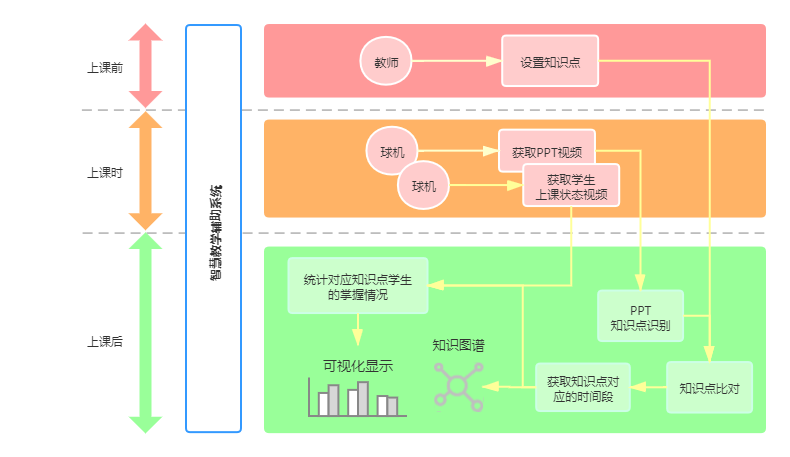 上课前
教师
设置知识点
上课时
球机
获取PPT视频
球机
获取学生
上课状态视频
智慧教学辅助系统
上课后
统计对应知识点学生
的掌握情况
PPT
知识点识别
可视化显示
知识图谱
获取知识点对
应的时间段
知识点比对